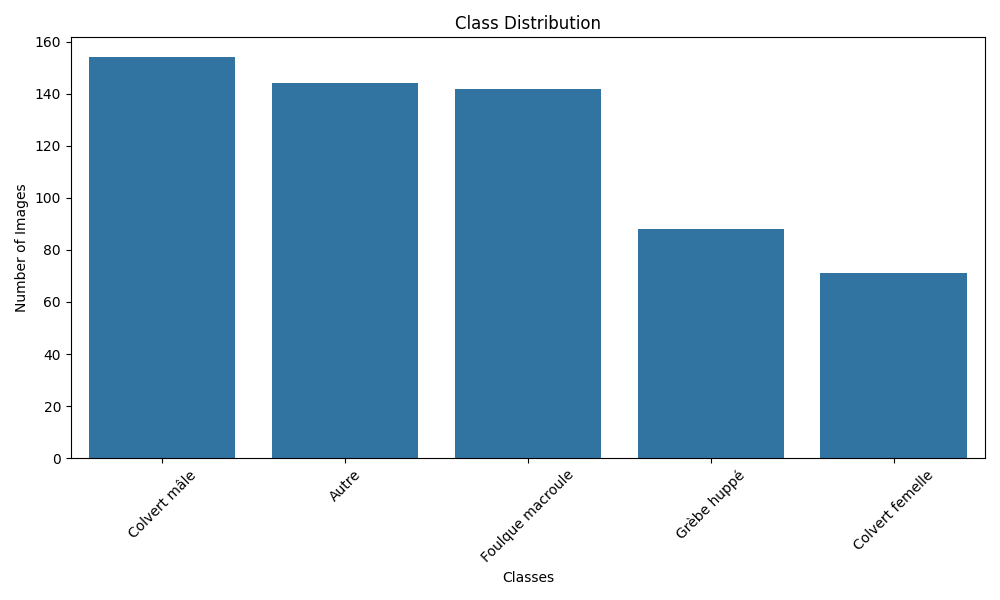 Class Distribution
160
140
120
100
80
60
40
20
0
Number of Images
Colvert mâle
Autre
Foulque macroule
Grèbe huppé
Colvert femelle
Classes